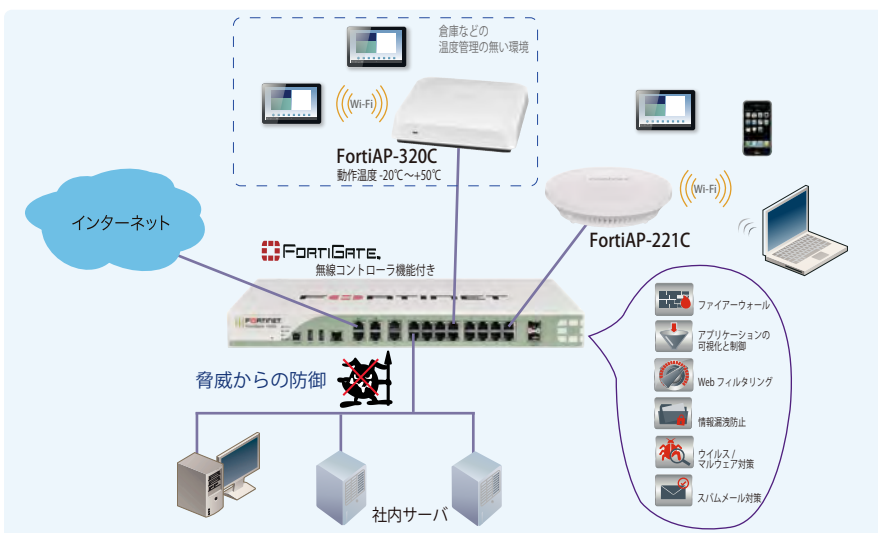 倉庫などの
温度管理の無い環境
Wi-Fi
FortiAP-320C
動作温度 -20℃～+50℃
Wi-Fi
FortiAP-221C
インターネット
FORTIGATE.
無線コントローラ機能付き
FORTINET
FORTINET
脅威からの防御
ファイアーウォール
アプリケーションの
可視化と制御
Web フィルタリング
情報漏洩防止
ウイルス /
マルウェア対策
スパムメール対策
社内サーバ